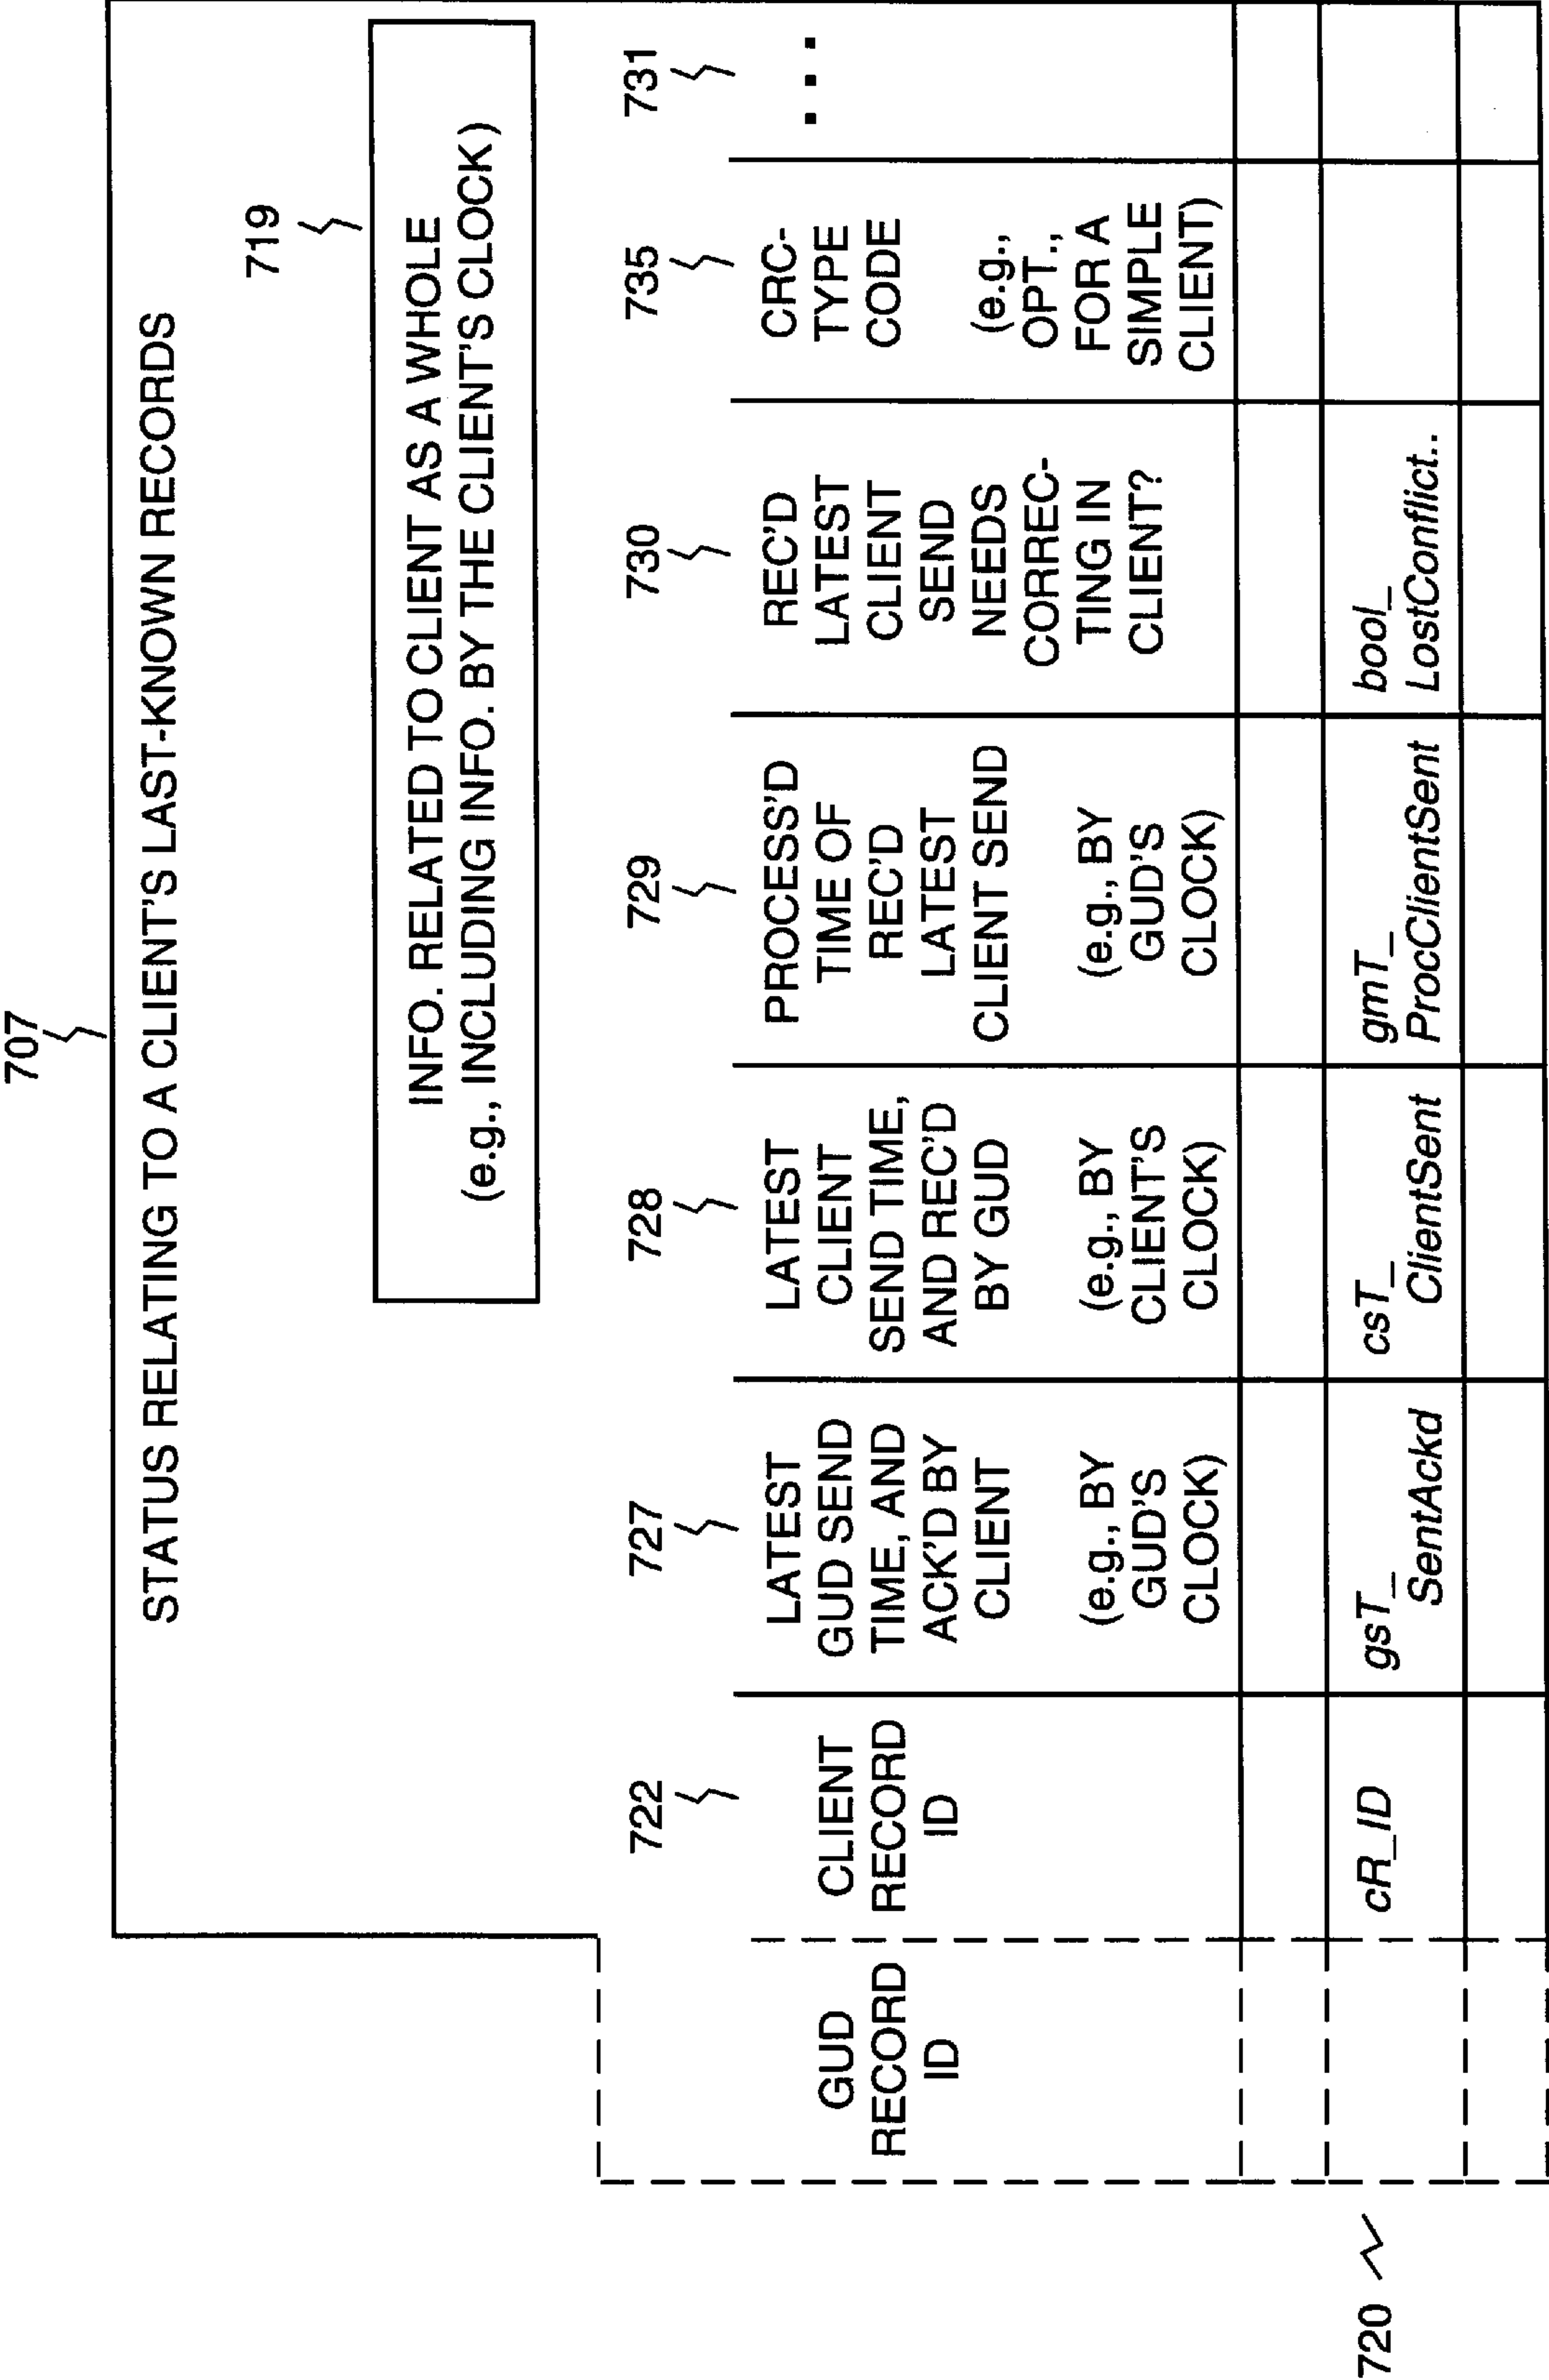 707
STATUS RELATING TO A CLIENT'S LAST-KNOWN RECORDS
719
INFO. RELATED TO CLIENT AS A WHOLE
(e.g., INCLUDING INFO. BY THE CLIENT'S CLOCK)
GUD
RECORD
ID
722
CLIENT
RECORD
ID
727
LATEST
GUD SEND
TIME, AND
ACK'D BY
CLIENT
(e.g., BY
GUD'S
CLOCK)
728
LATEST
CLIENT
SEND TIME,
AND REC'D
BY GUD
(e.g., BY
CLIENT'S
CLOCK)
729
PROCESS'D
TIME OF
REC'D
LATEST
CLIENT SEND
(e.g., BY
GUD'S
CLOCK)
730
REC'D
LATEST
CLIENT
SEND
NEEDS
CORREC-
TING IN
CLIENT?
735
CRC-
TYPE
CODE
(e.g.,
OPT.,
FOR A
SIMPLE
CLIENT)
731
. . .
720
cR_ID
gsT_
SentAckd
csT_
ClientSent
gmT_
ProcClientSent
bool_
LostConflict..